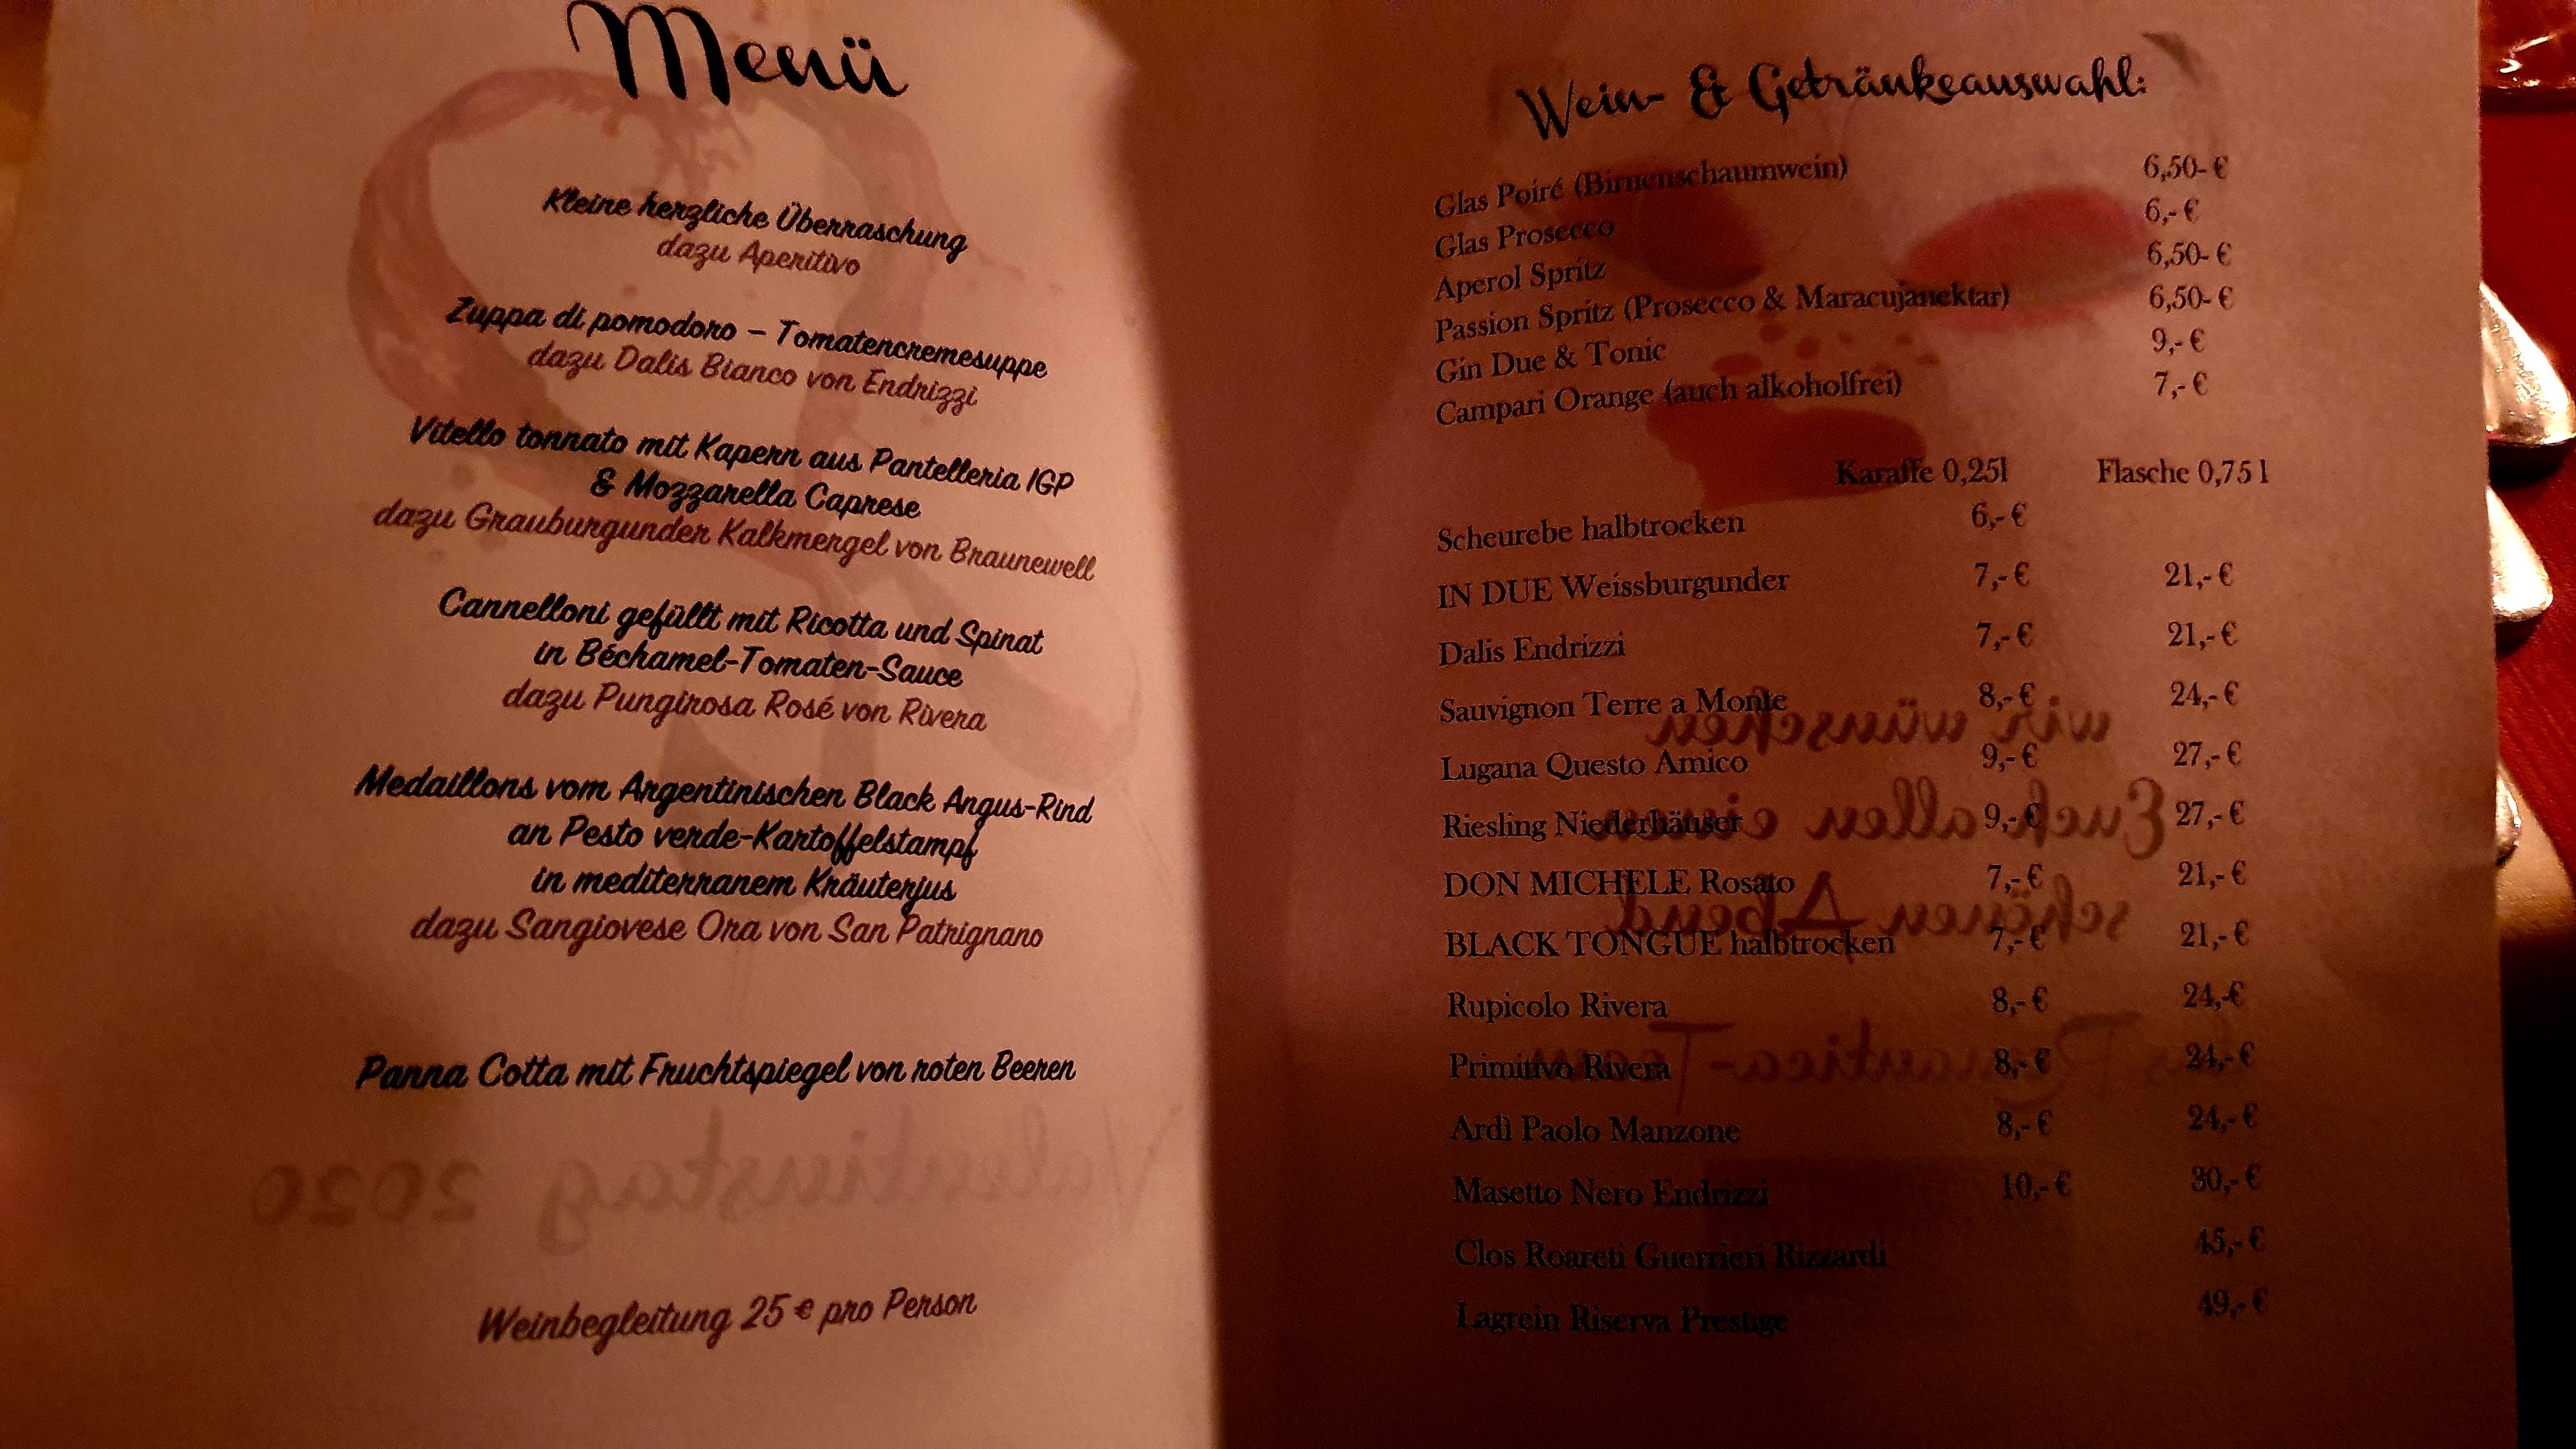 Menü
Kleine herzliche Überraschung
dazu Aperitivo
Zuppa di pomodoro – Tomatencremesuppe
dazu Dalis Bianco von Endrizzi
Vitello tonnato mit Kapern aus Pantelleria IGP
& Mozzarella Caprese
dazu Grauburgunder Kalkmergel von Braunewell
Cannelloni gefüllt mit Ricotta und Spinat
in Béchamel-Tomaten-Sauce
dazu Pungirosa Rosé von Rivera
Medaillons vom Argentinischen Black Angus-Rind
an Pesto verde-Kartoffelstampf
in mediterranem Kräuterjus
dazu Sangiovese Ora von San Patrignano
Panna Cotta mit Fruchtspiegel von roten Beeren
Valentinstag 2020
Weinbegleitung 25 € pro Person
Wein- & Getränkeauswahl:
Glas Poiré (Birnenschaumwein) 6,50- €
Glas Prosecco 6,- €
Aperol Spritz 6,50- €
Passion Spritz (Prosecco & Maracujanektar) 6,50- €
Gin Due & Tonic 9,- €
Campari Orange (auch alkoholfrei) 7,- €
Karaffe 0,25l Flasche 0,75 l
Scheurebe halbtrocken 6,- €
IN DUE Weissburgunder 7,- € 21,- €
Dalis Endrizzi 7,- € 21,- €
Sauvignon Terre a Monte 8,- € 24,- €
Lugana Questo Amico 9,- € 27,- €
Riesling Niederhäuser 9,- € 27,- €
DON MICHELE Rosato 7,- € 21,- €
BLACK TONGUE halbtrocken 7,- € 21,- €
Rupicolo Rivera 8,- € 24,-€
Primitivo Rivera 8,- € 24,- €
Ardì Paolo Manzone 8,- € 24,- €
Masetto Nero Endrizzi 10,- € 30,- €
Clos Roareti Guerrieri Rizzardi 45,- €
Lagrein Riserva Prestige 49,- €
wir wünschen
Euch allen einen
schönen Abend